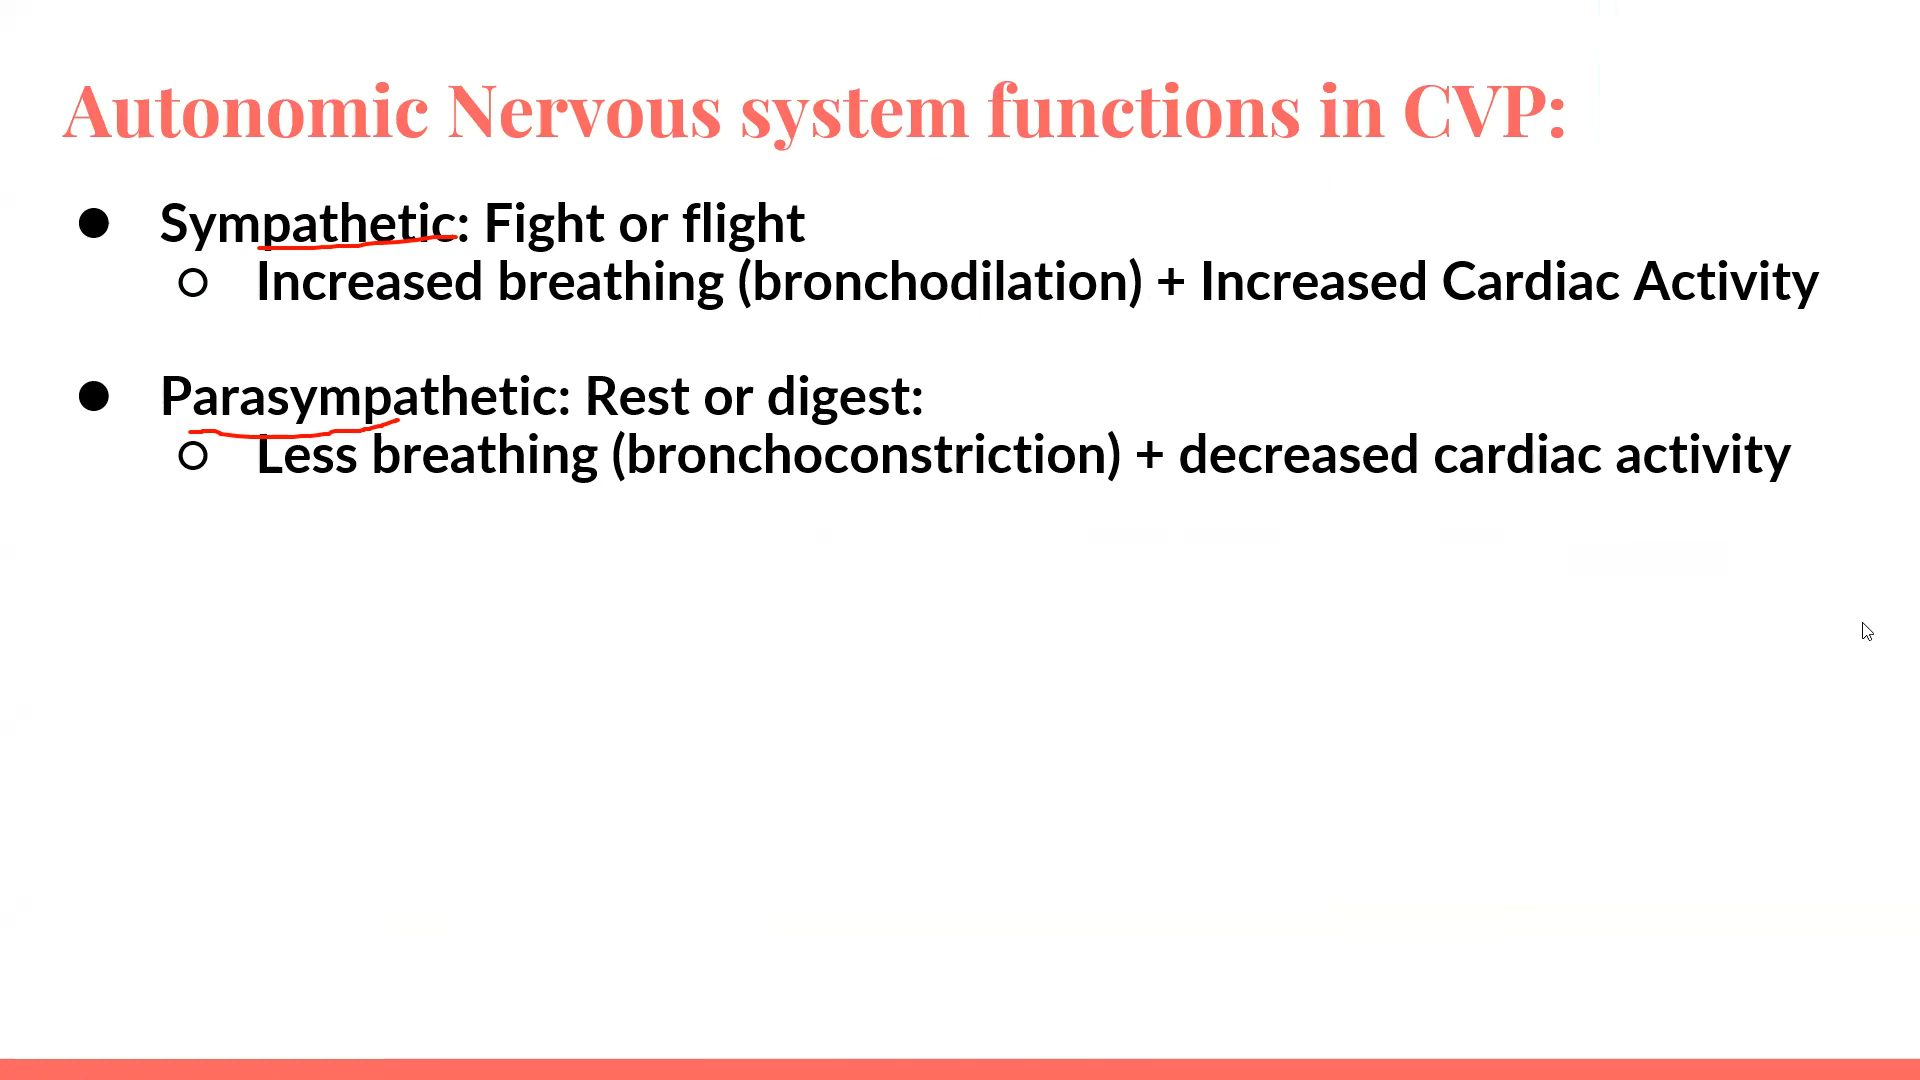 Autonomic Nervous system functions in CVP:
● Sympathetic: Fight or flight
○ Increased breathing (bronchodilation) + Increased Cardiac Activity
● Parasympathetic: Rest or digest:
○ Less breathing (bronchoconstriction) + decreased cardiac activity